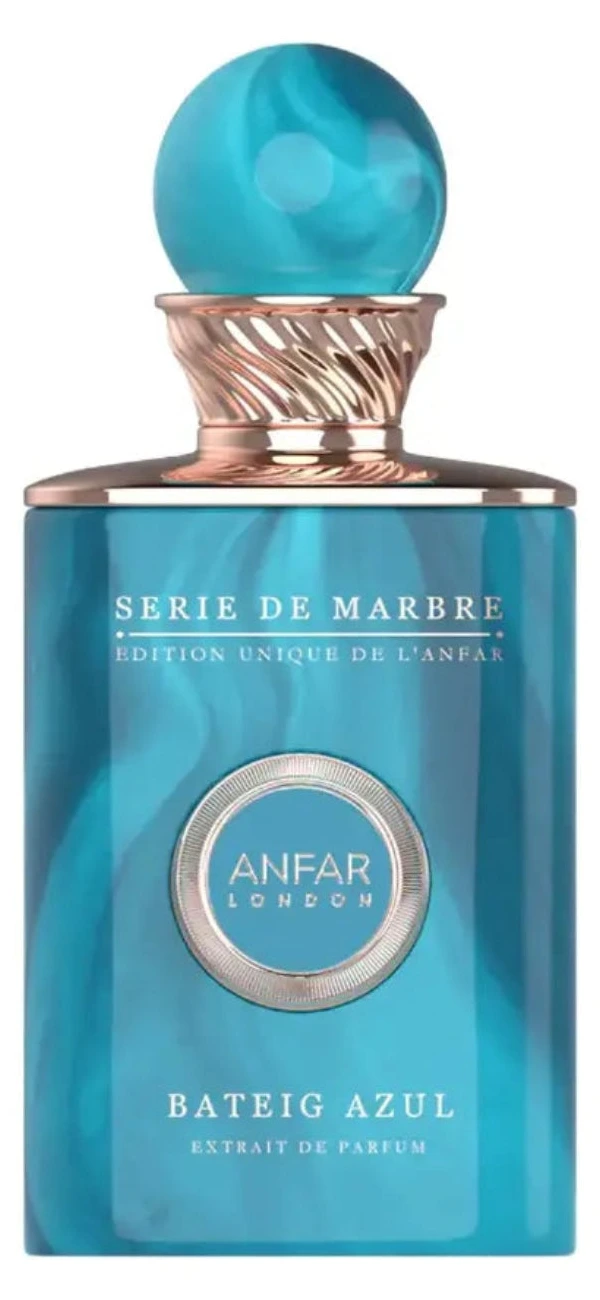 SERIE DE MARBRE
EDITION UNIQUE DE L'ANFAR
ANFAR
LONDON
BATEIG AZUL
EXTRAIT DE PARFUM